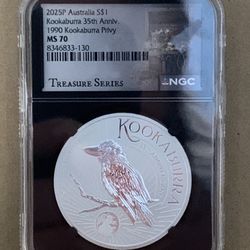 2025P Australia S$1
Kookaburra 35th Anniv.
1990 Kookaburra Privy
MS 70
8346833-130
NGC
TREASURE SERIES
KOOKABURRA